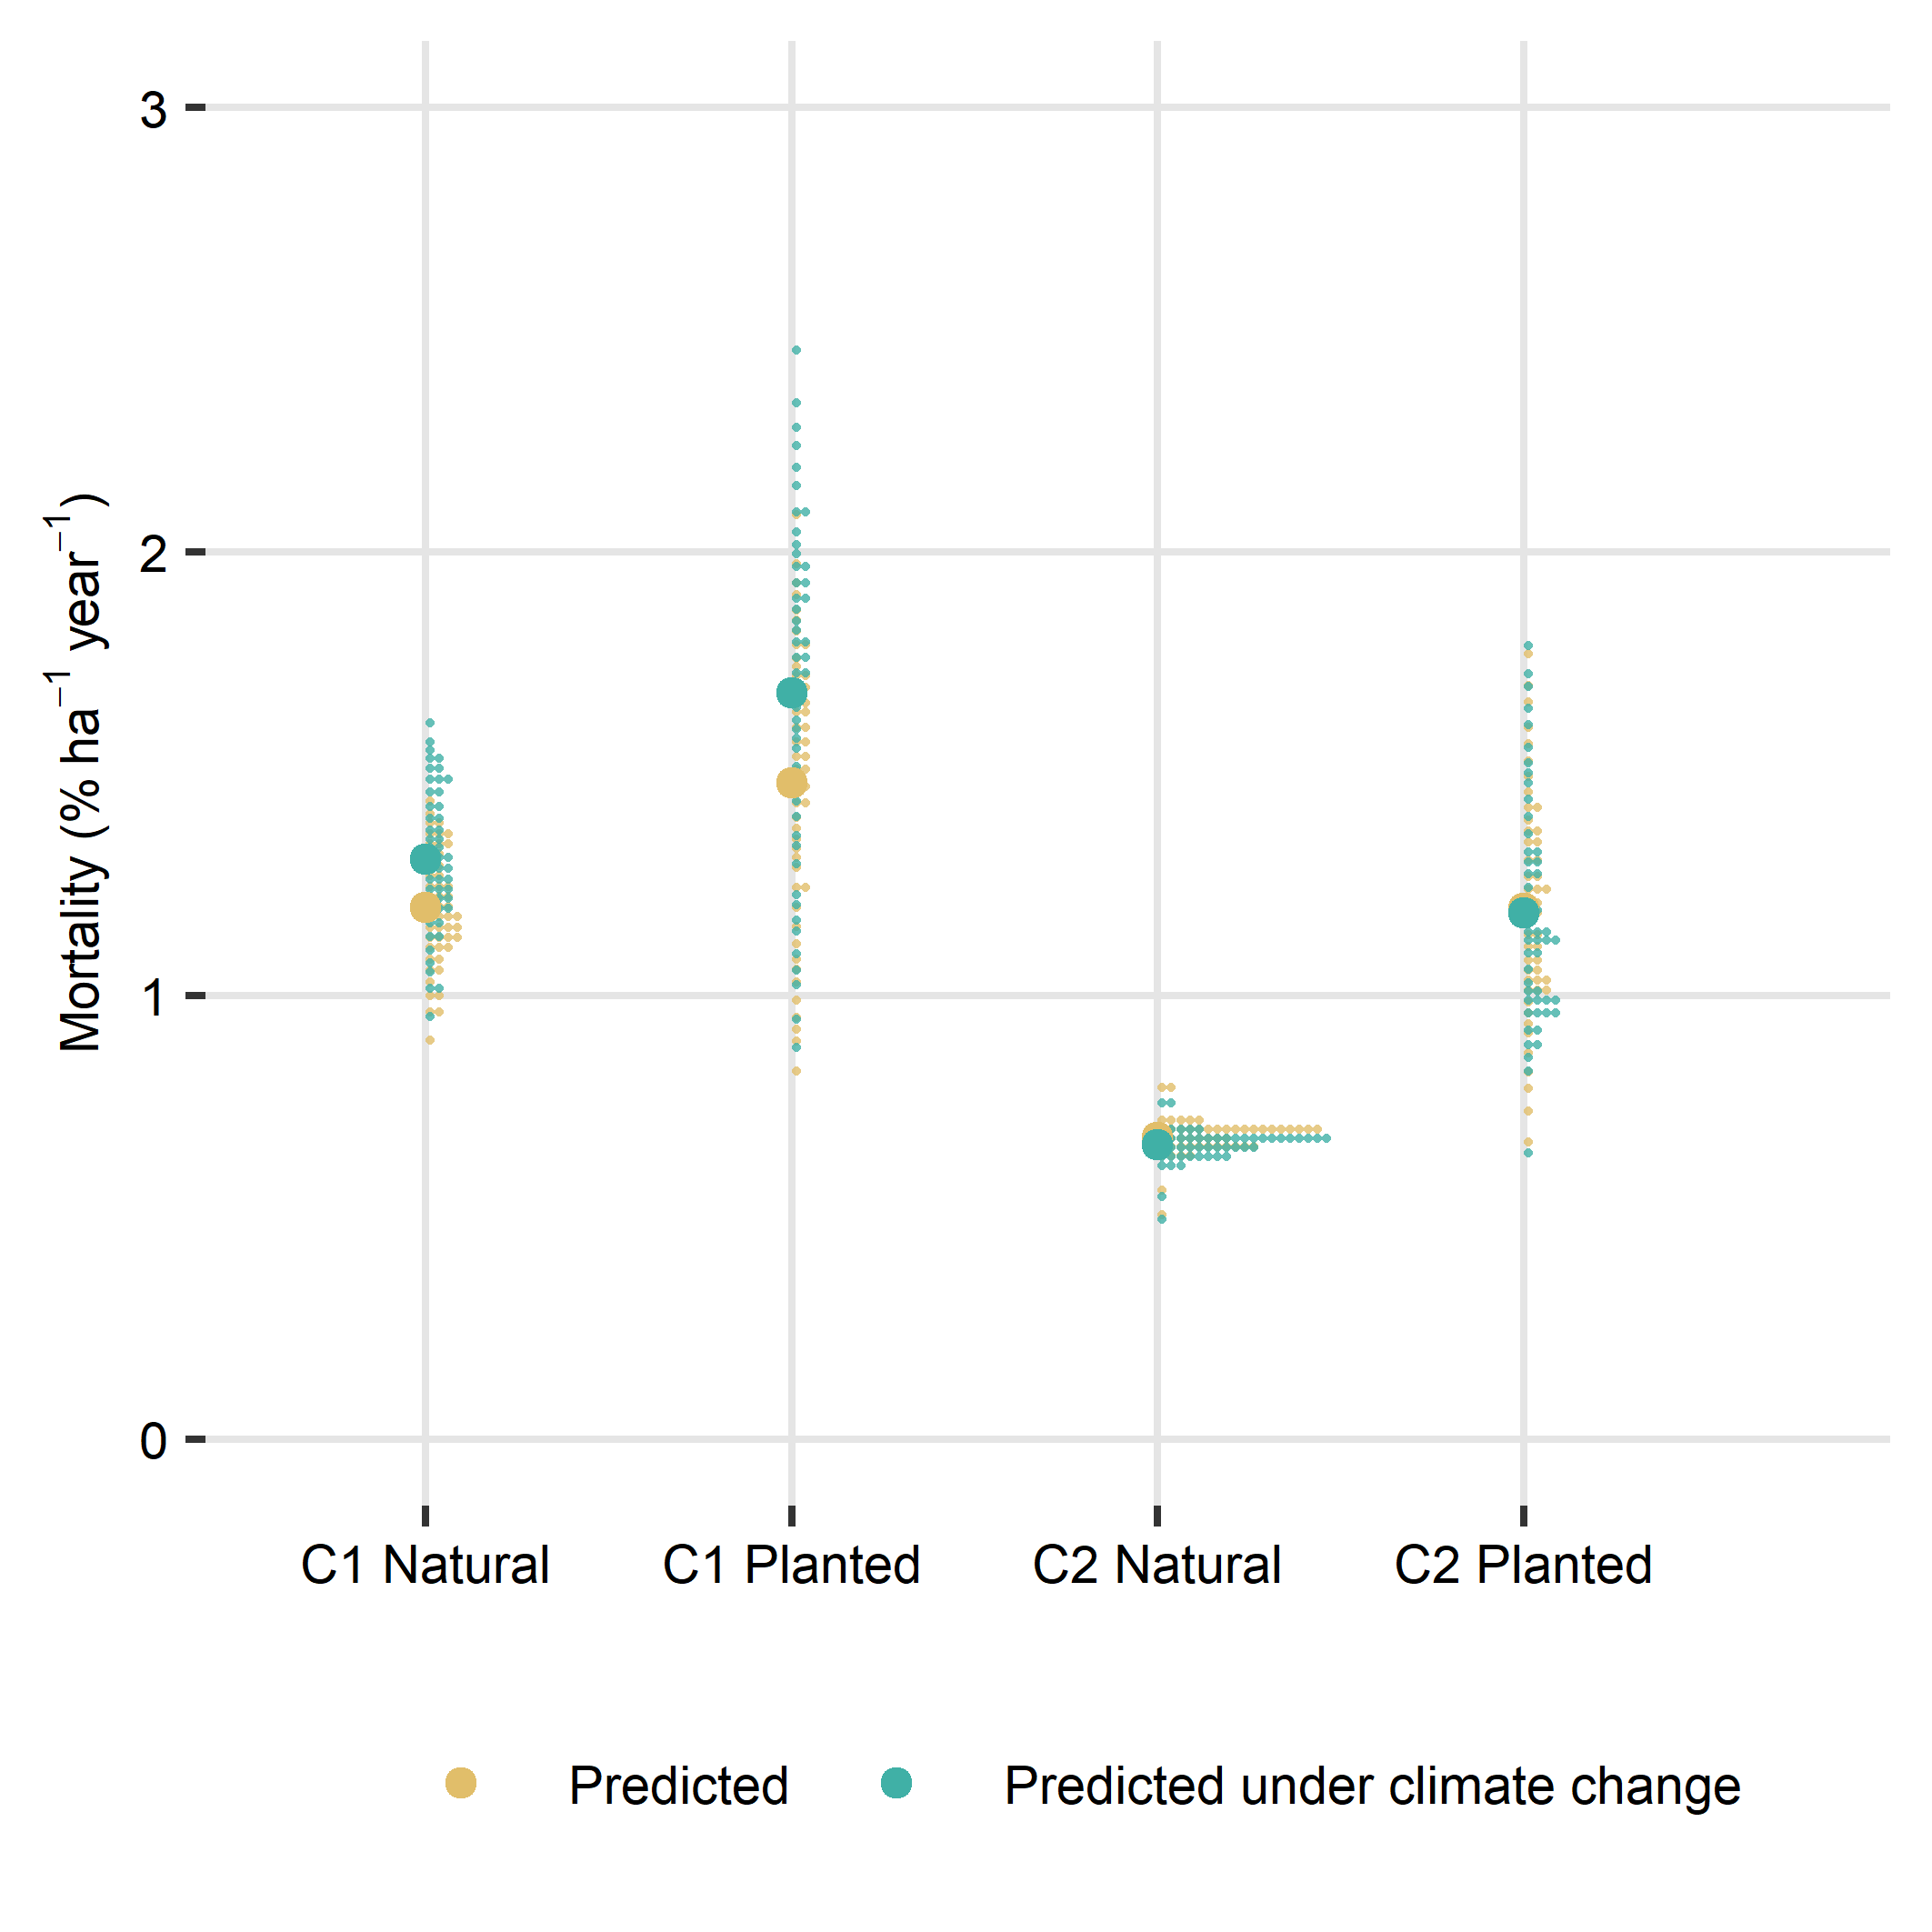 3
2
1
0
Mortality (% ha⁻¹ year⁻¹)
C1 Natural
C1 Planted
C2 Natural
C2 Planted
Predicted
Predicted under climate change